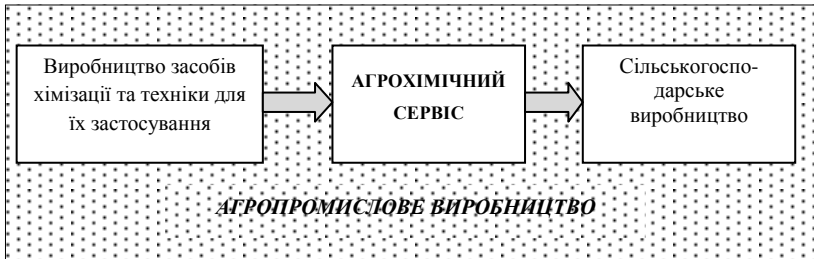 Виробництво засобів
хімізації та техніки для
їх застосування
АГРОХІМІЧНИЙ
СЕРВІС
Сільськогоспо-
дарське
виробництво
АГРОПРОМИСЛОВЕ ВИРОБНИЦТВО